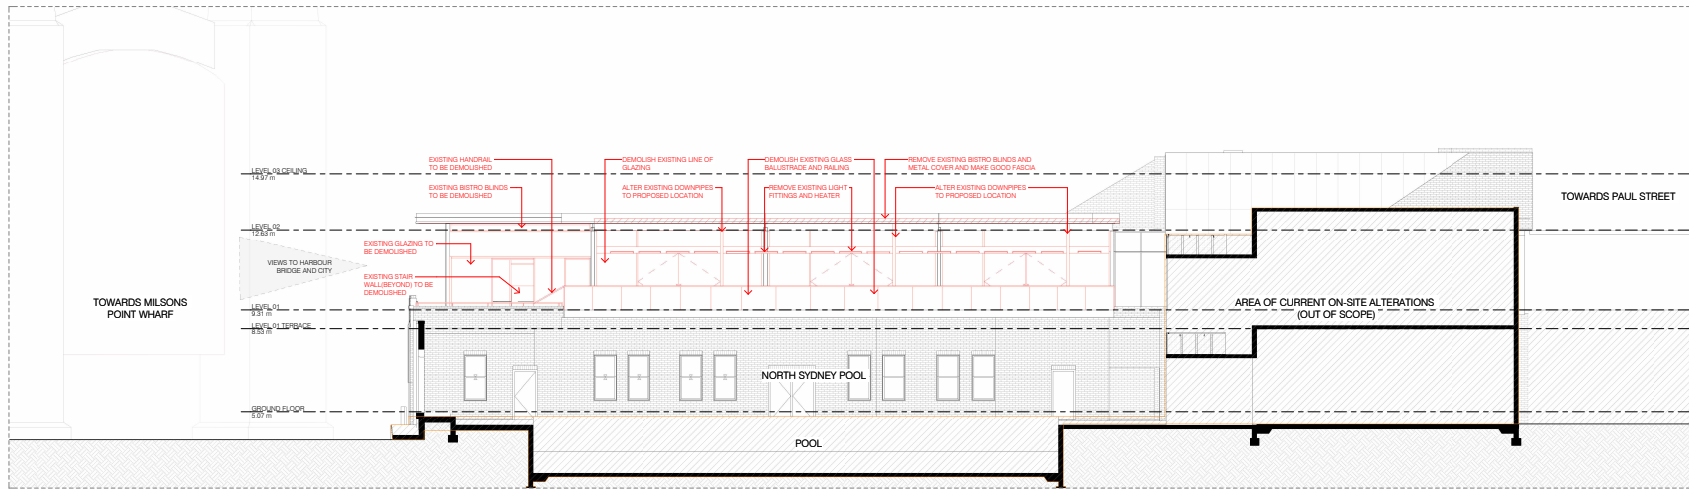 EXISTING HANDRAIL
TO BE DEMOLISHED
DEMOLISH EXISTING LINE OF
GLAZING
DEMOLISH EXISTING GLASS
BALUSTRADE AND RAILING
REMOVE EXISTING BISTRO BLINDS AND
METAL COVER AND MAKE GOOD FASCIA
LEVEL 03 CEILING
14.97 m
EXISTING BISTRO BLINDS
TO BE DEMOLISHED
ALTER EXISTING DOWNPIPES
TO PROPOSED LOCATION
REMOVE EXISTING LIGHT
FITTINGS AND HEATER
ALTER EXISTING DOWNPIPES
TO PROPOSED LOCATION
TOWARDS PAUL STREET
LEVEL 02
12.63 m
EXISTING GLAZING TO
BE DEMOLISHED
VIEWS TO HARBOUR
BRIDGE AND CITY
EXISTING STAIR
WALL(BEYOND) TO BE
DEMOLISHED
TOWARDS MILSONS
POINT WHARF
AREA OF CURRENT ON-SITE ALTERATIONS
(OUT OF SCOPE)
LEVEL 01
9.31 m
LEVEL 01 TERRACE
8.53 m
NORTH SYDNEY POOL
GROUND FLOOR
5.07 m
POOL